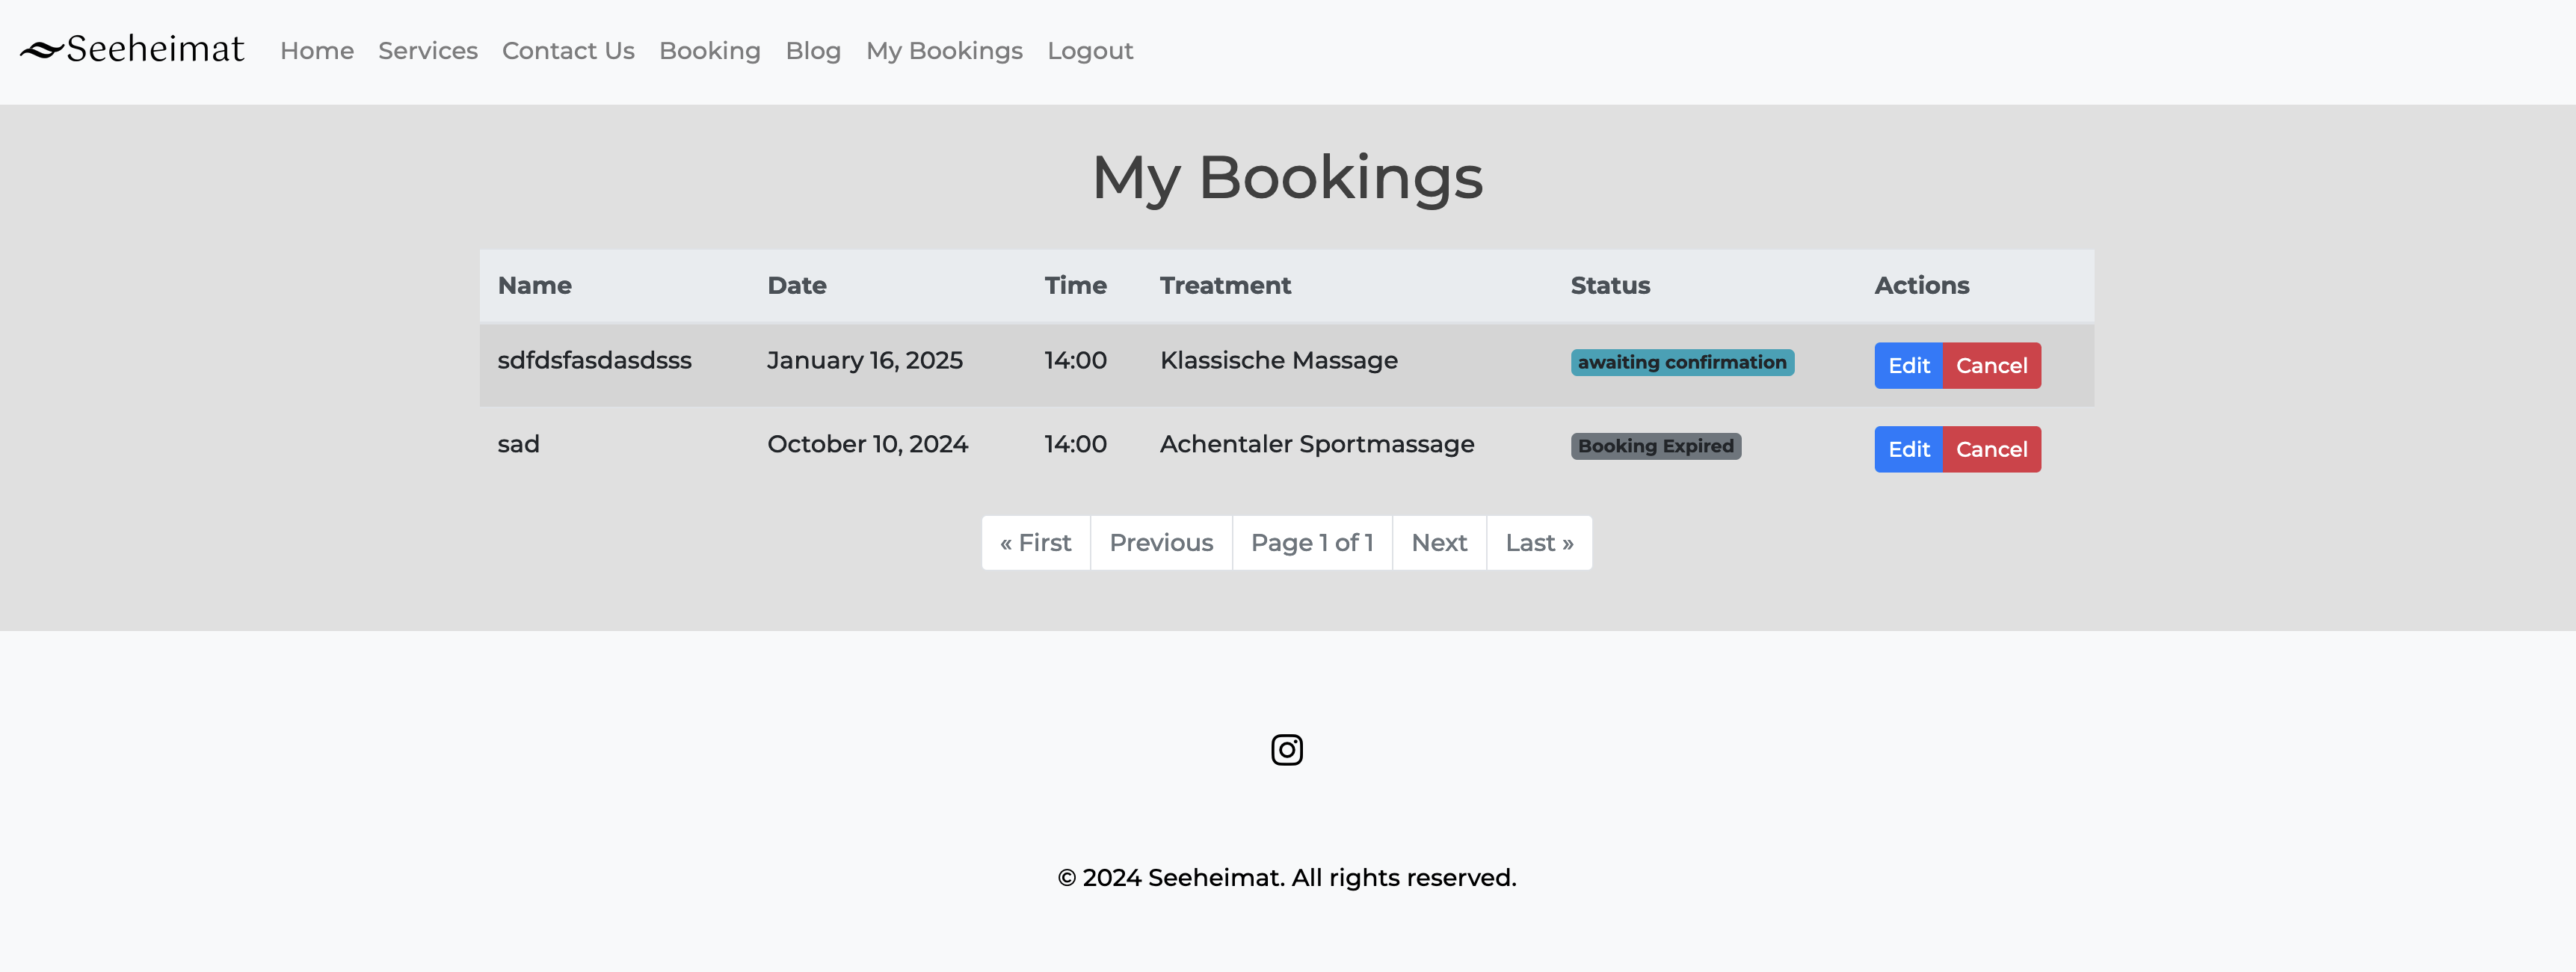 Seeheimat Home Services Contact Us Booking Blog My Bookings Logout
My Bookings
Name Date Time Treatment Status Actions
sdfdsfasdasdsss January 16, 2025 14:00 Klassische Massage awaiting confirmation Edit Cancel
sad October 10, 2024 14:00 Achentaler Sportmassage Booking Expired Edit Cancel
« First Previous Page 1 of 1 Next Last »
© 2024 Seeheimat. All rights reserved.